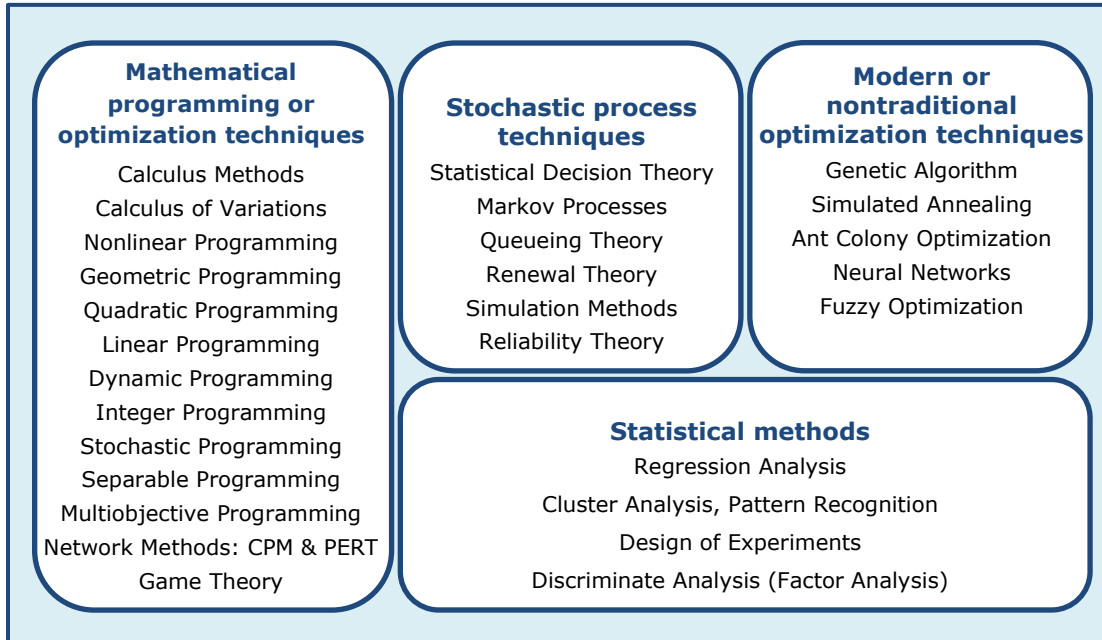 Mathematical
programming or
optimization techniques
Calculus Methods
Calculus of Variations
Nonlinear Programming
Geometric Programming
Quadratic Programming
Linear Programming
Dynamic Programming
Integer Programming
Stochastic Programming
Separable Programming
Multiobjective Programming
Network Methods: CPM & PERT
Game Theory
Stochastic process
techniques
Statistical Decision Theory
Markov Processes
Queueing Theory
Renewal Theory
Simulation Methods
Reliability Theory
Modern or
nontraditional
optimization techniques
Genetic Algorithm
Simulated Annealing
Ant Colony Optimization
Neural Networks
Fuzzy Optimization
Statistical methods
Regression Analysis
Cluster Analysis, Pattern Recognition
Design of Experiments
Discriminate Analysis (Factor Analysis)